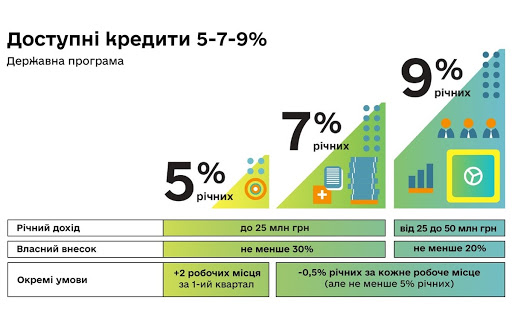 Доступні кредити 5-7-9%
Державна програма
5%
річних
7%
річних
9%
річних
Річний дохід
до 25 млн грн
від 25 до 50 млн грн
Власний внесок
не менше 30%
не менше 20%
Окремі умови
+2 робочих місця
за 1-ий квартал
-0,5% річних за кожне робоче місце
(але не менше 5% річних)